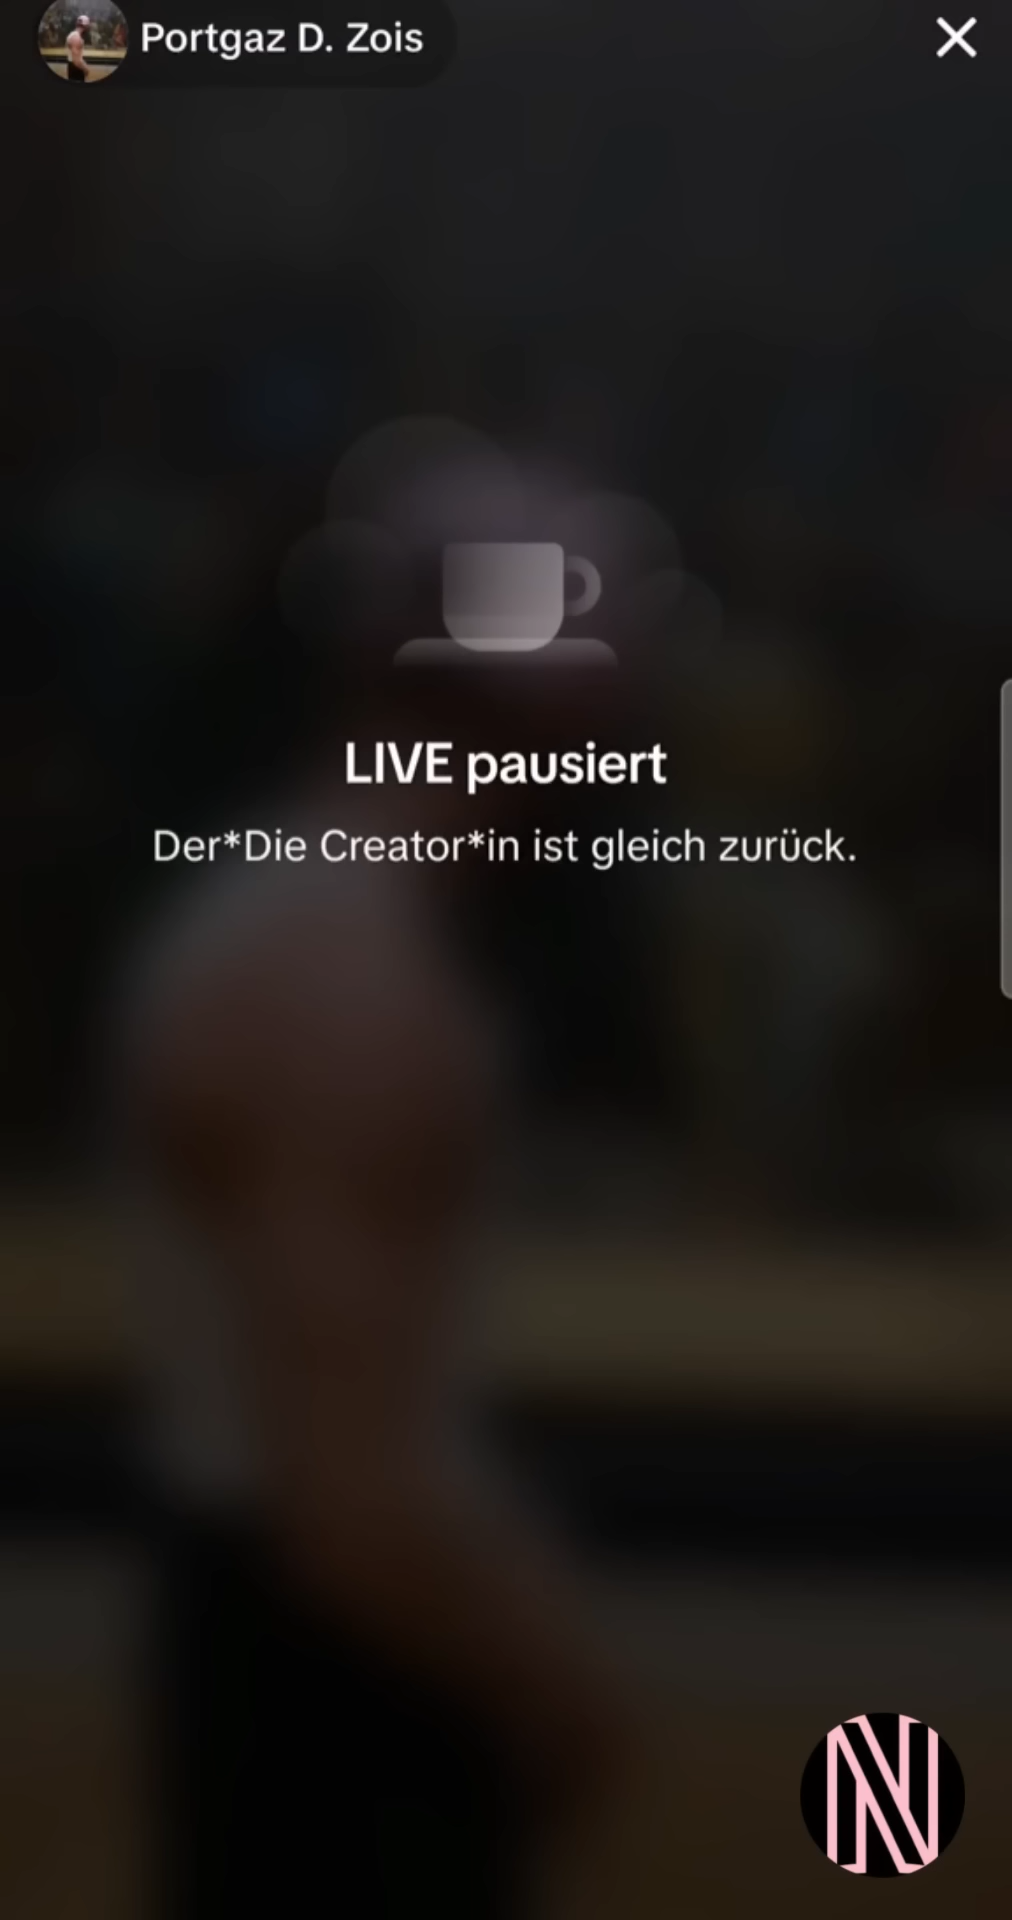 Portgaz D. Zois
LIVE pausiert
Der*Die Creator*in ist gleich zurück.
N